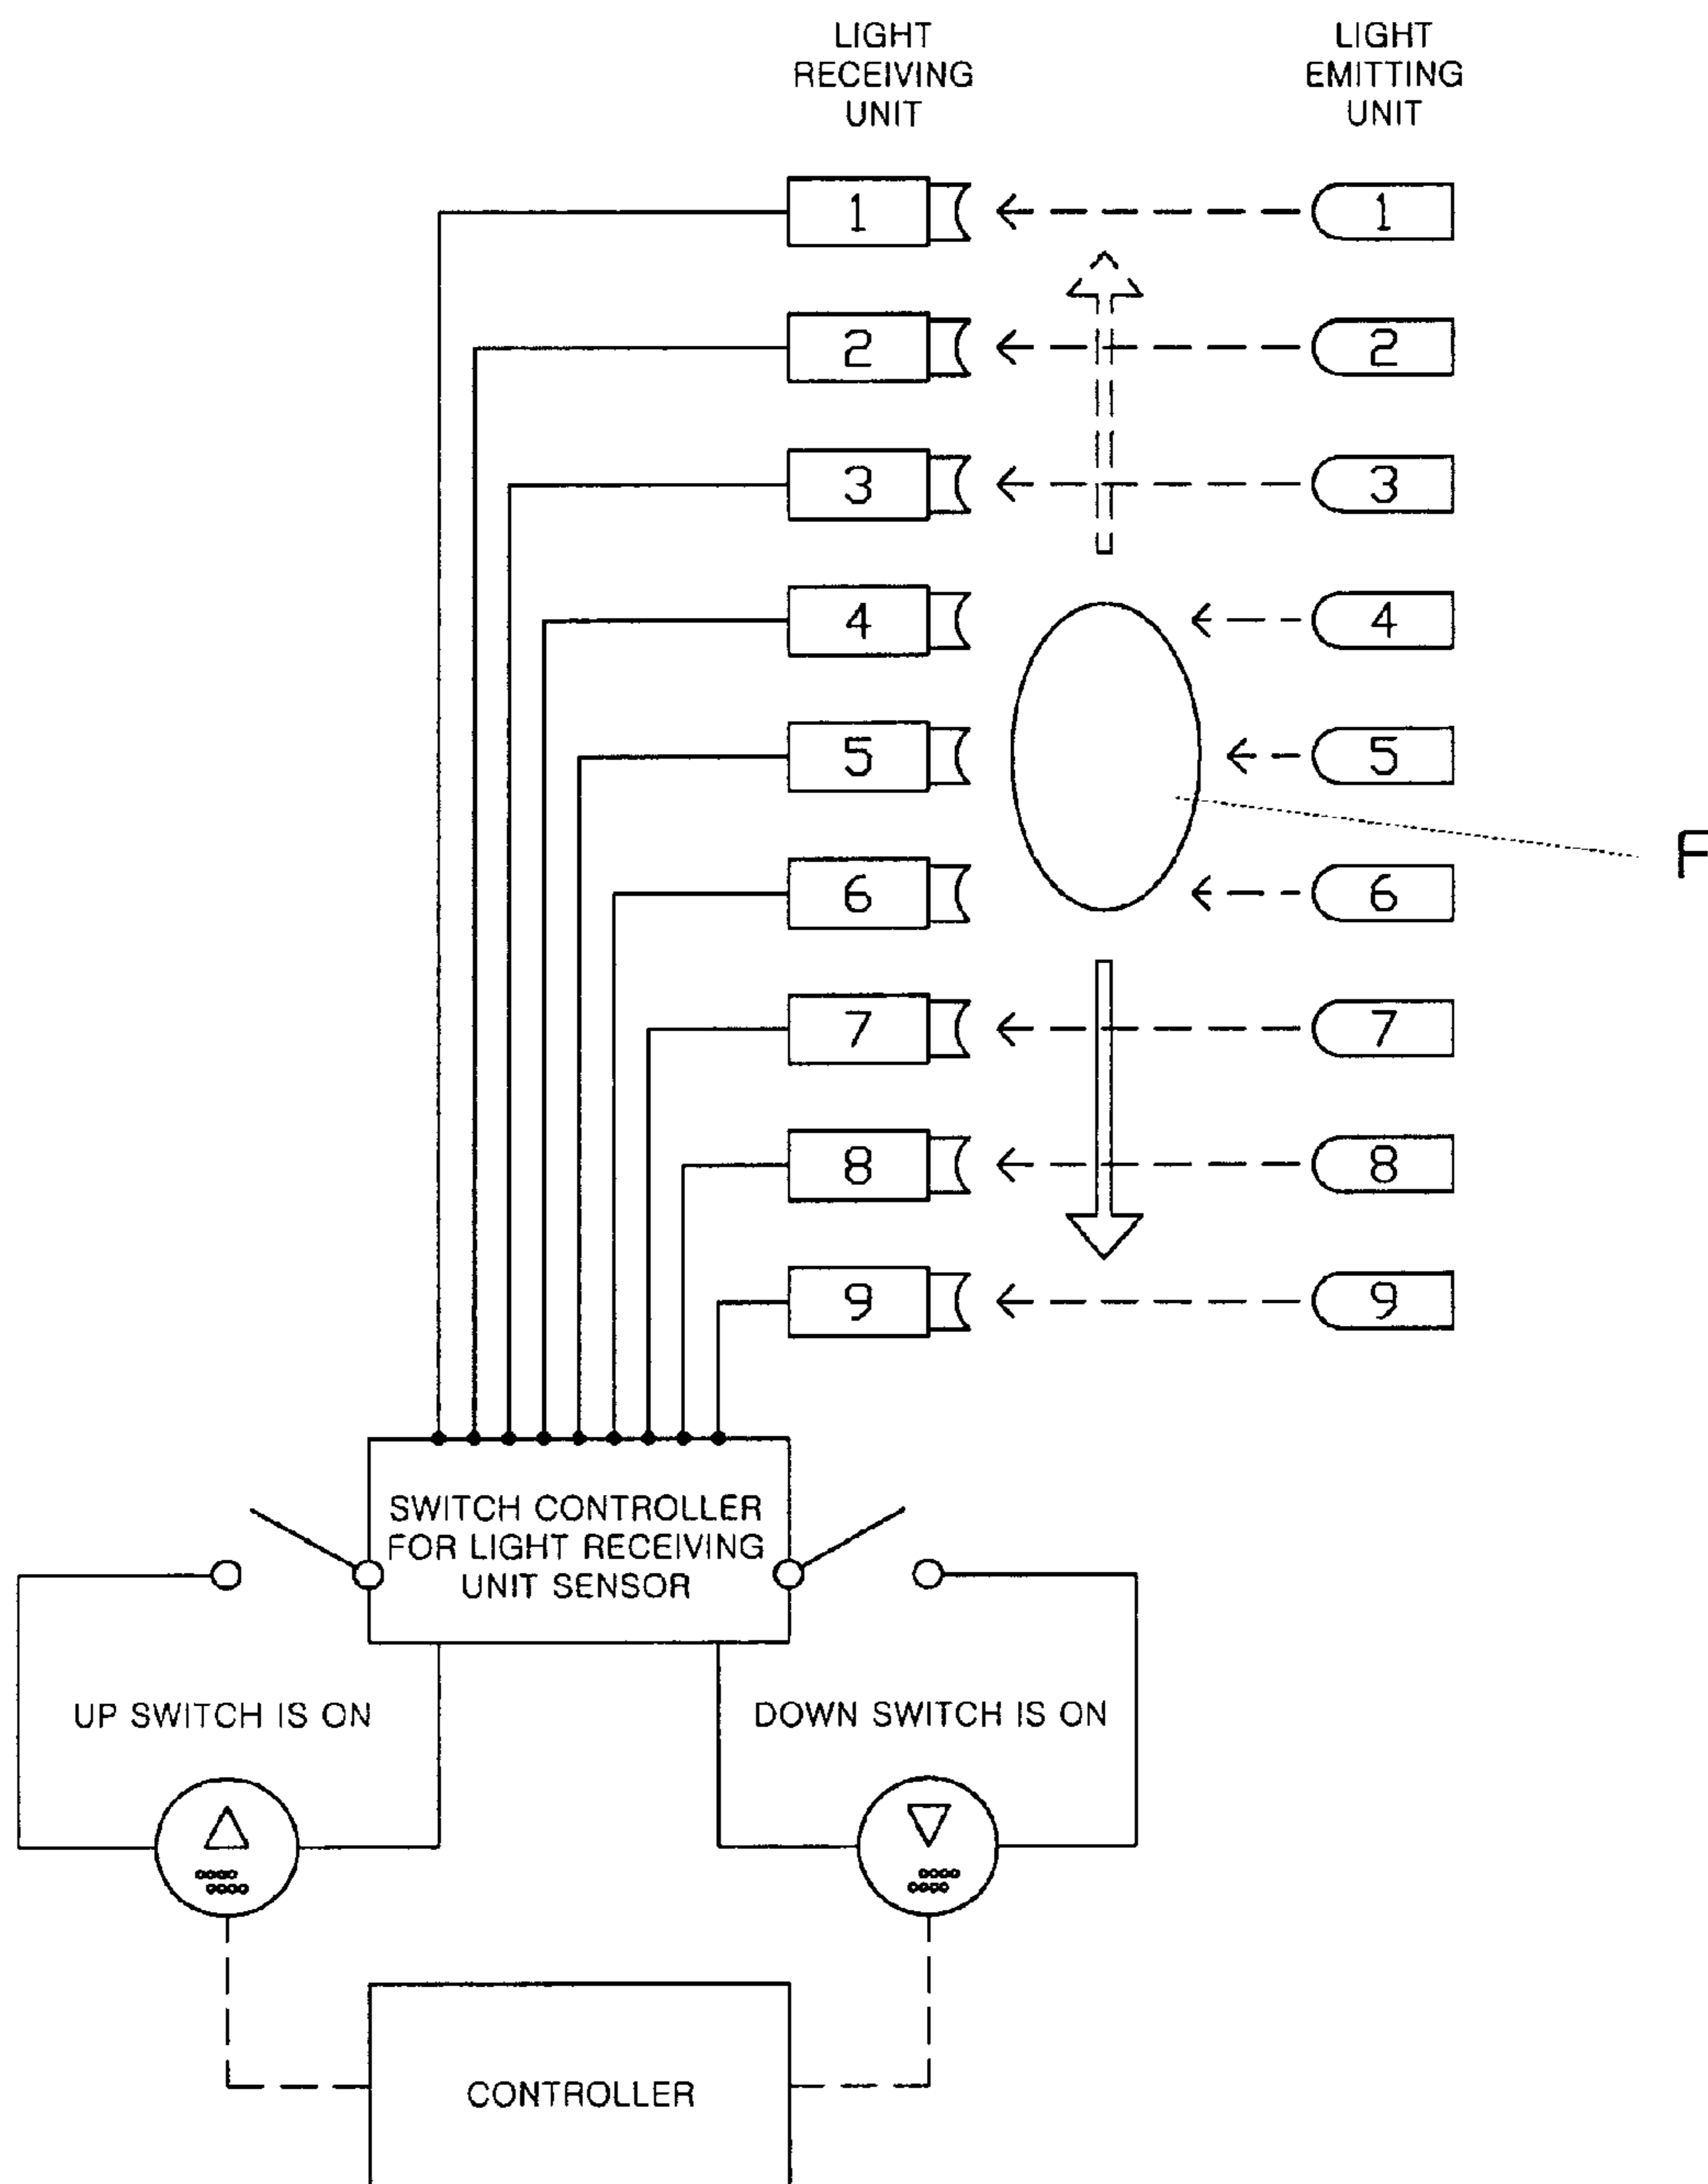 LIGHT
RECEIVING
UNIT
LIGHT
EMITTING
UNIT
1
1
2
2
3
3
4
4
5
5
F
6
6
7
7
8
8
9
9
SWITCH CONTROLLER
FOR LIGHT RECEIVING
UNIT SENSOR
UP SWITCH IS ON
DOWN SWITCH IS ON
CONTROLLER